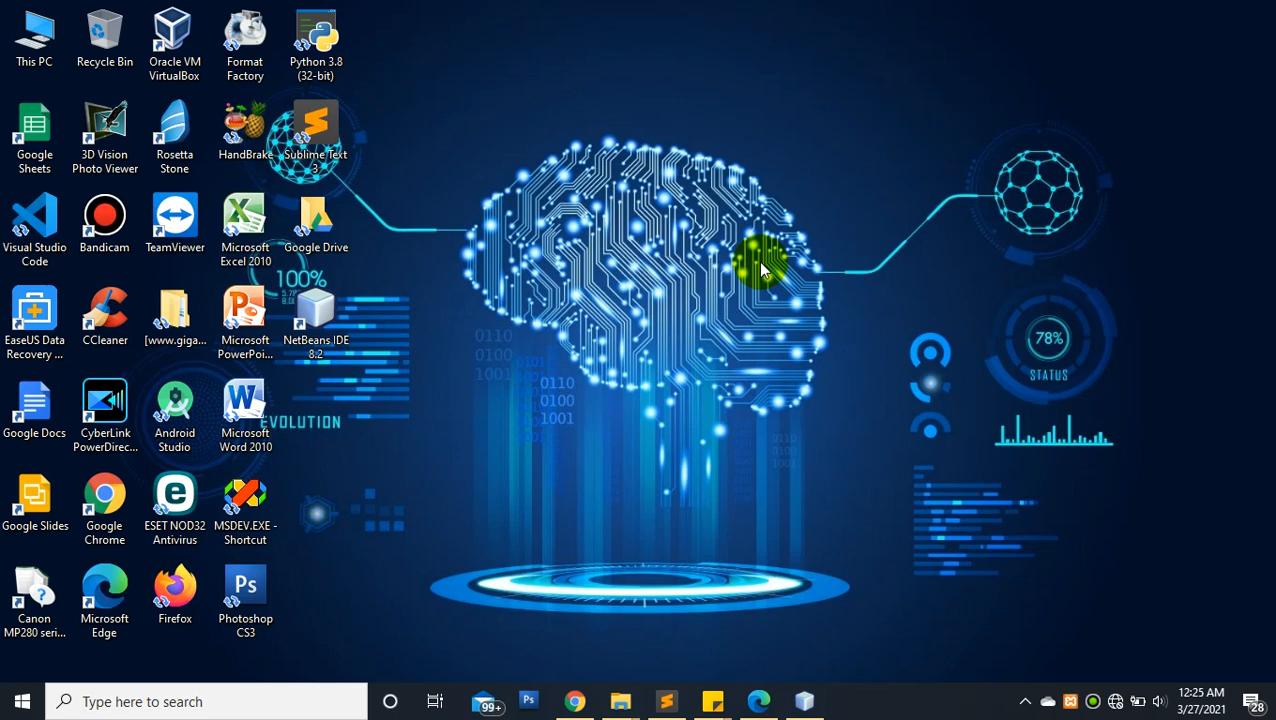 This PC
Recycle Bin
Oracle VM
VirtualBox
Format
Factory
Python 3.8
(32-bit)
Google
Sheets
3D Vision
Photo Viewer
Rosetta
Stone
HandBrake
Sublime Text
3
Visual Studio
Code
Bandicam
TeamViewer
Microsoft
Excel 2010
Google Drive
EaseUS Data
Recovery ...
CCleaner
[www.giga...
Microsoft
PowerPoi...
NetBeans IDE
8.2
Google Docs
CyberLink
PowerDirec...
Android
Studio
Microsoft
Word 2010
Google Slides
Google
Chrome
ESET NOD32
Antivirus
MSDEV.EXE -
Shortcut
Canon
MP280 seri...
Microsoft
Edge
Firefox
Photoshop
CS3
Ps
100%
EVOLUTION
0110
0100
1001
0110
0100
1001
78%
STATUS
Type here to search
99+
Ps
12:25 AM
3/27/2021
28